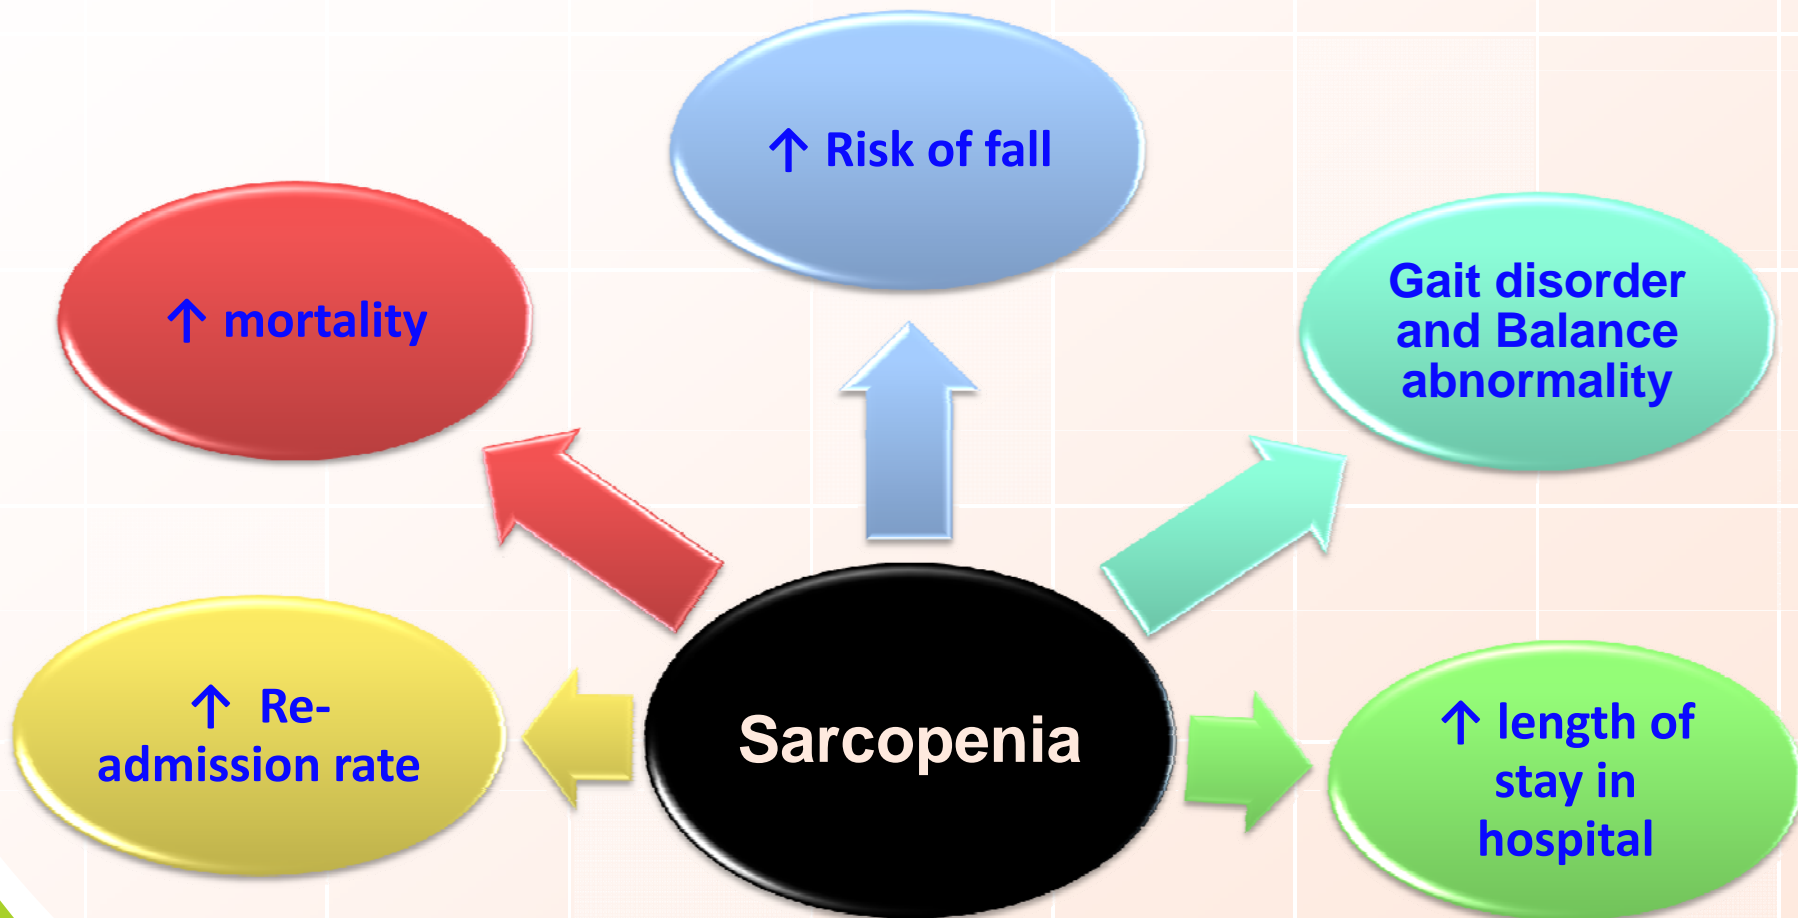 ↑ Risk of fall
↑ mortality
Gait disorder
and Balance
abnormality
↑ Re-
admission rate
Sarcopenia
↑ length of
stay in
hospital